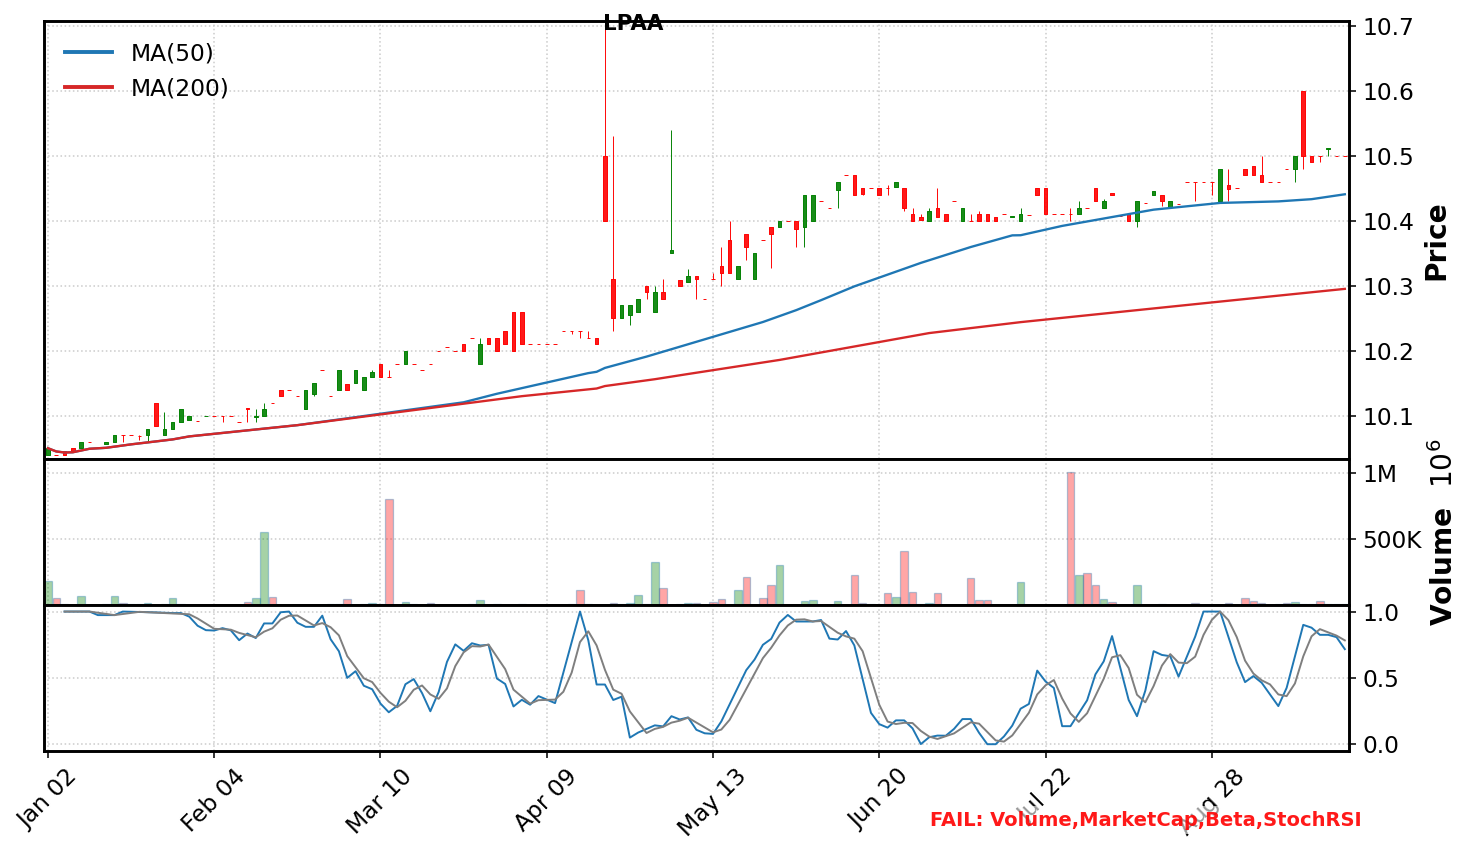 LPAA
MA(50)
MA(200)
10.7
10.6
10.5
10.4
10.3
10.2
10.1
Price
1M
500K
Volume 10⁶
1.0
0.5
0.0
Jan 02
Feb 04
Mar 10
Apr 09
May 13
Jun 20
Jul 22
Aug 28
FAIL: Volume,MarketCap,Beta,StochRSI